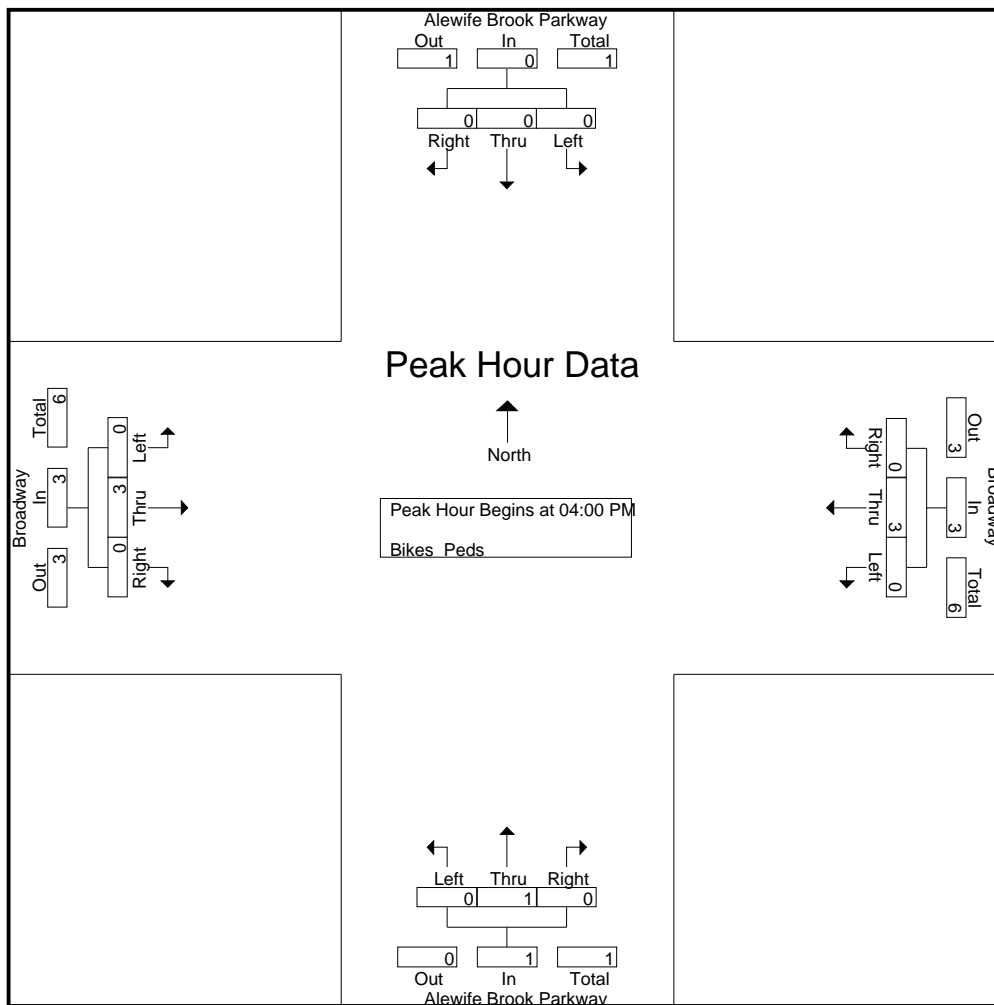 Alewife Brook Parkway
Out In Total
1 0 1
0 0 0
Right Thru Left
Peak Hour Data
North
Peak Hour Begins at 04:00 PM
Bikes Peds
Broadway
Out In Total
3 3 6
Left Thru Right
0 3 0
Broadway
Out In Total
3 3 6
Right Thru Left
0 3 0
Left Thru Right
0 1 0
0 1 1
Out In Total
Alewife Brook Parkway